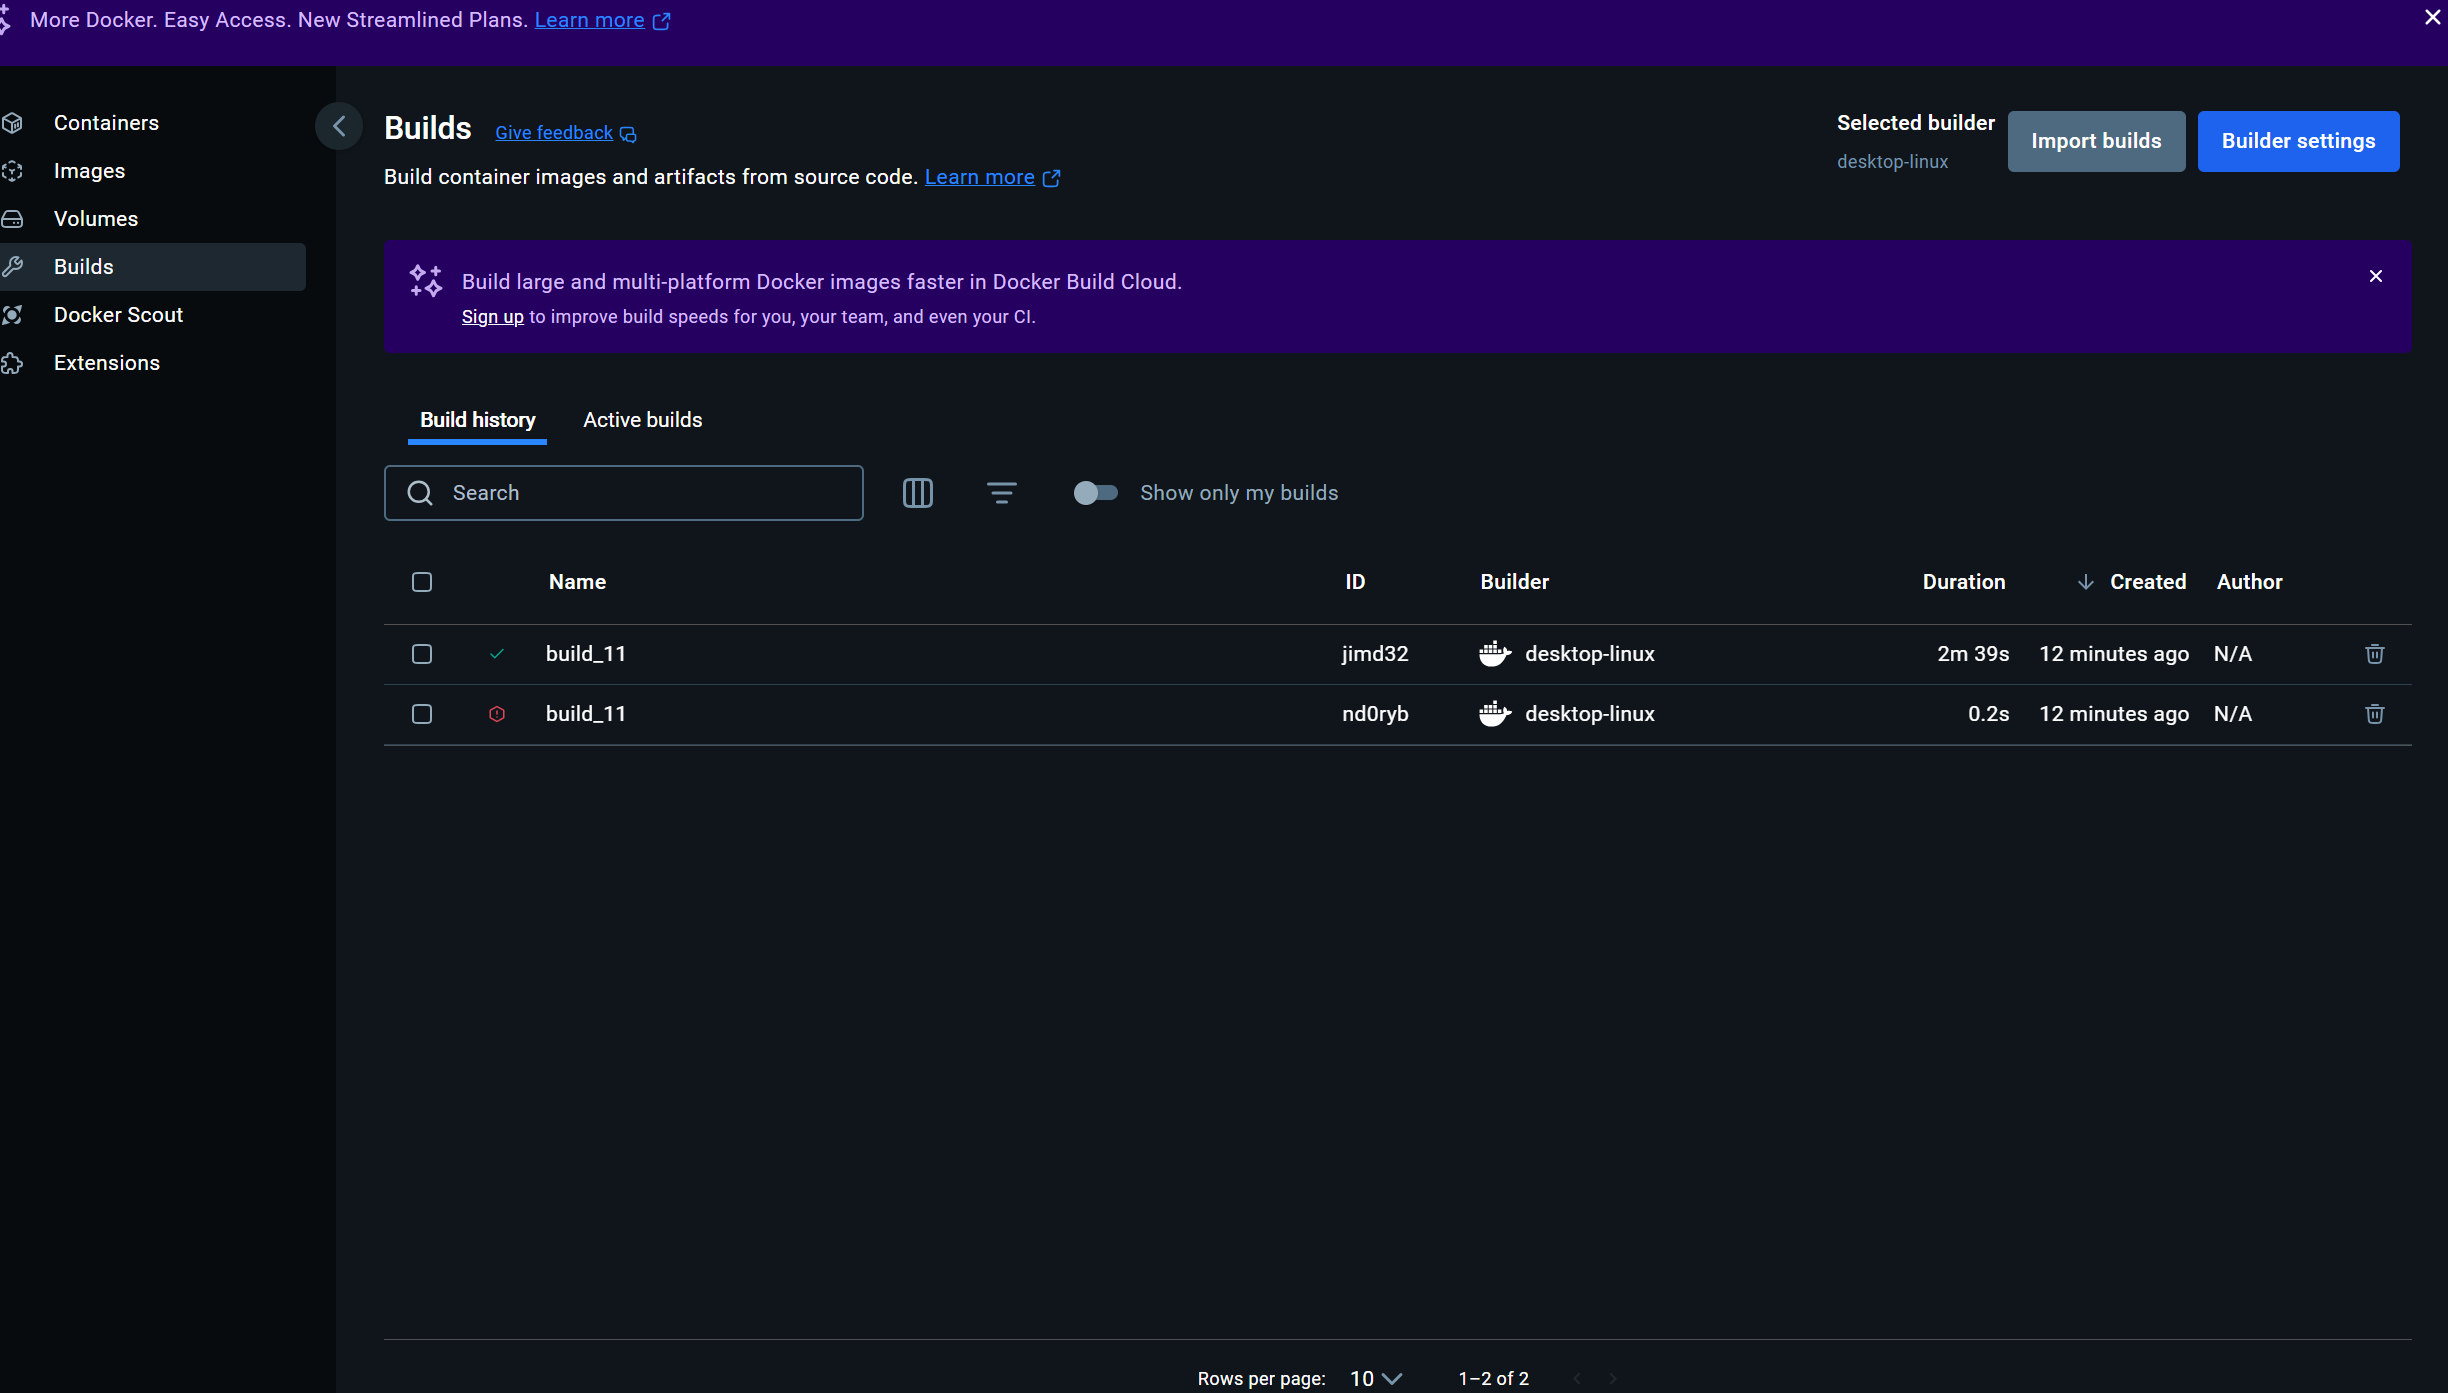 More Docker. Easy Access. New Streamlined Plans. Learn more
Containers
Images
Volumes
Builds
Docker Scout
Extensions
Builds Give feedback
Build container images and artifacts from source code. Learn more
Selected builder
desktop-linux
Import builds
Builder settings
Build large and multi-platform Docker images faster in Docker Build Cloud.
Sign up to improve build speeds for you, your team, and even your CI.
Build history Active builds
Search Show only my builds
Name ID Builder Duration Created Author
build_11 jimd32 desktop-linux 2m 39s 12 minutes ago N/A
build_11 nd0ryb desktop-linux 0.2s 12 minutes ago N/A
Rows per page: 10 1–2 of 2